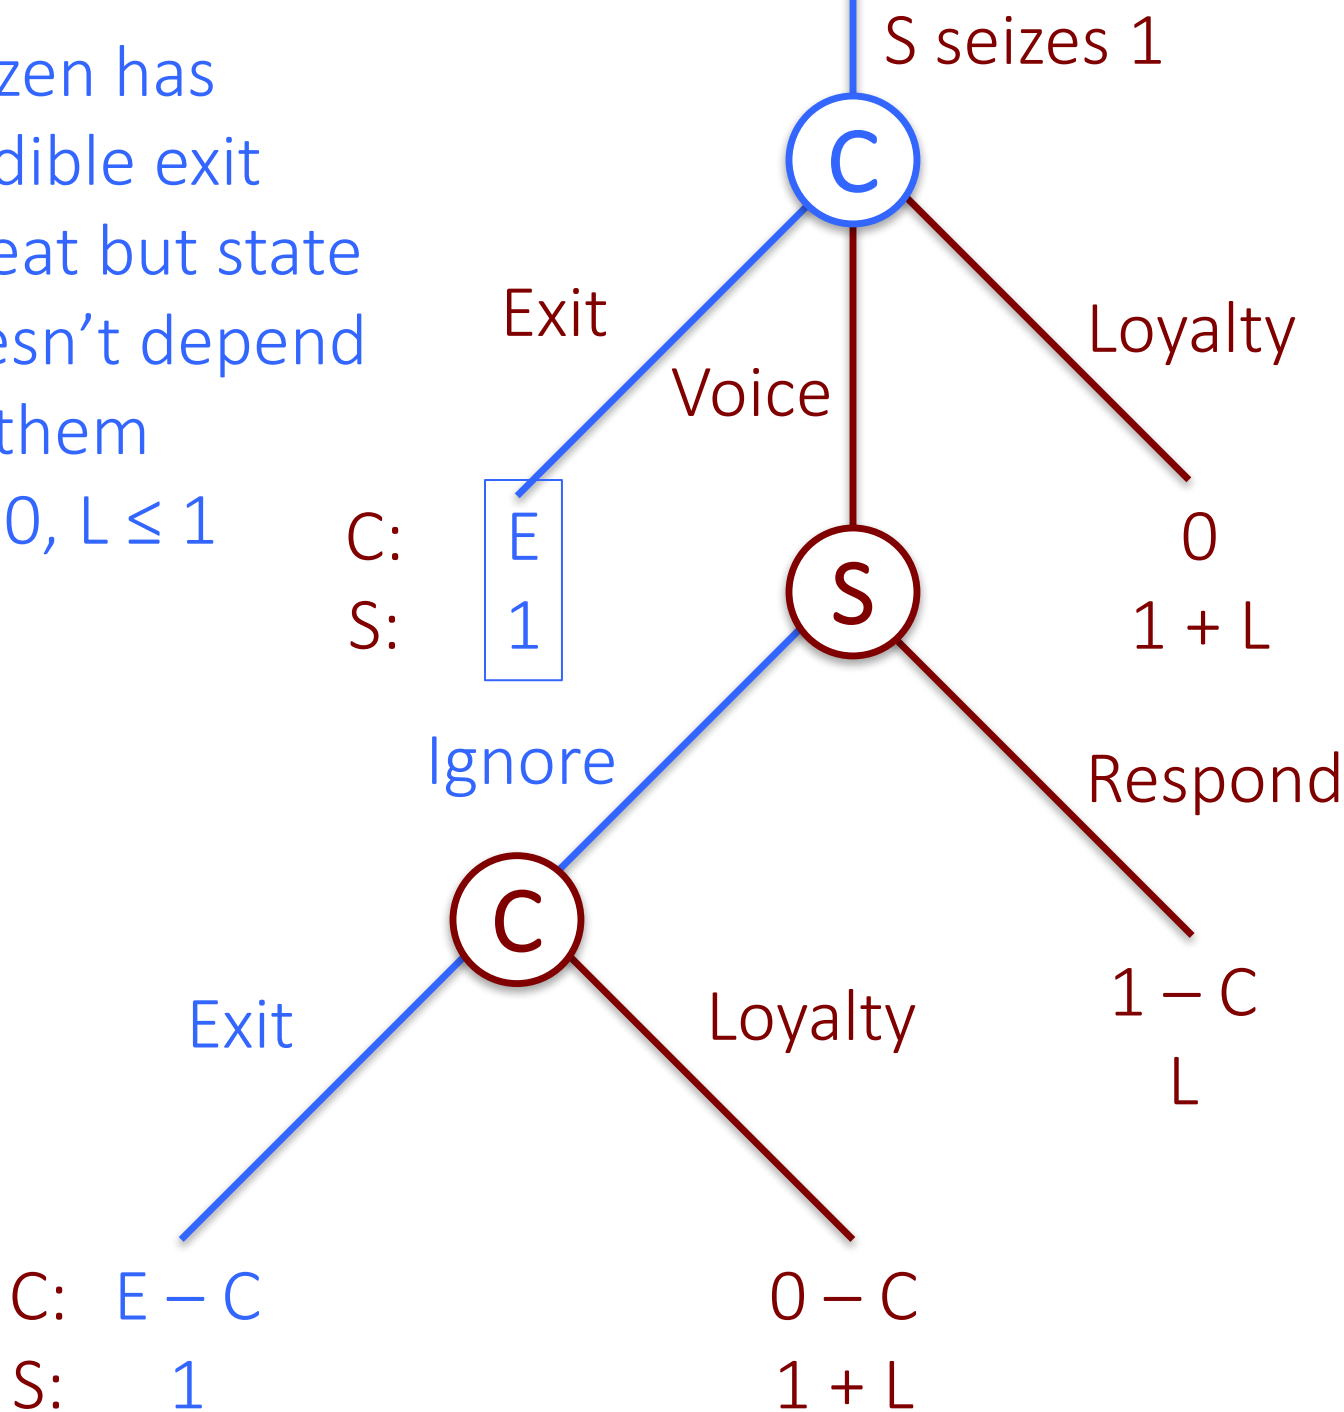 S seizes 1
zen has
C
dible exit
eat but state
esn’t depend
them
0, L ≤ 1
Exit
Loyalty
Voice
C: E 0
S: 1 1 + L
S
Ignore
Respond
C
1 – C
L
Exit
Loyalty
C: E – C 0 – C
S: 1 1 + L